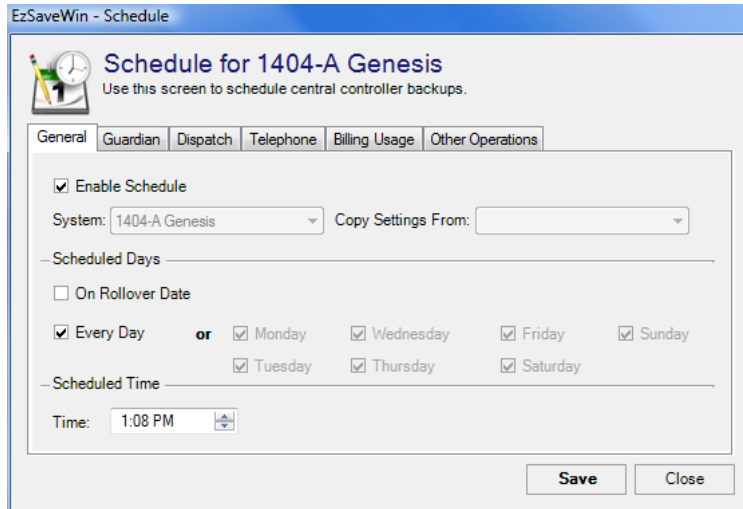 EzSaveWin - Schedule
Schedule for 1404-A Genesis
Use this screen to schedule central controller backups.
General Guardian Dispatch Telephone Billing Usage Other Operations
Enable Schedule
System: 1404-A Genesis Copy Settings From:
Scheduled Days
On Rollover Date
Every Day or Monday Wednesday Friday Sunday
Tuesday Thursday Saturday
Scheduled Time
Time: 1:08 PM
Save Close